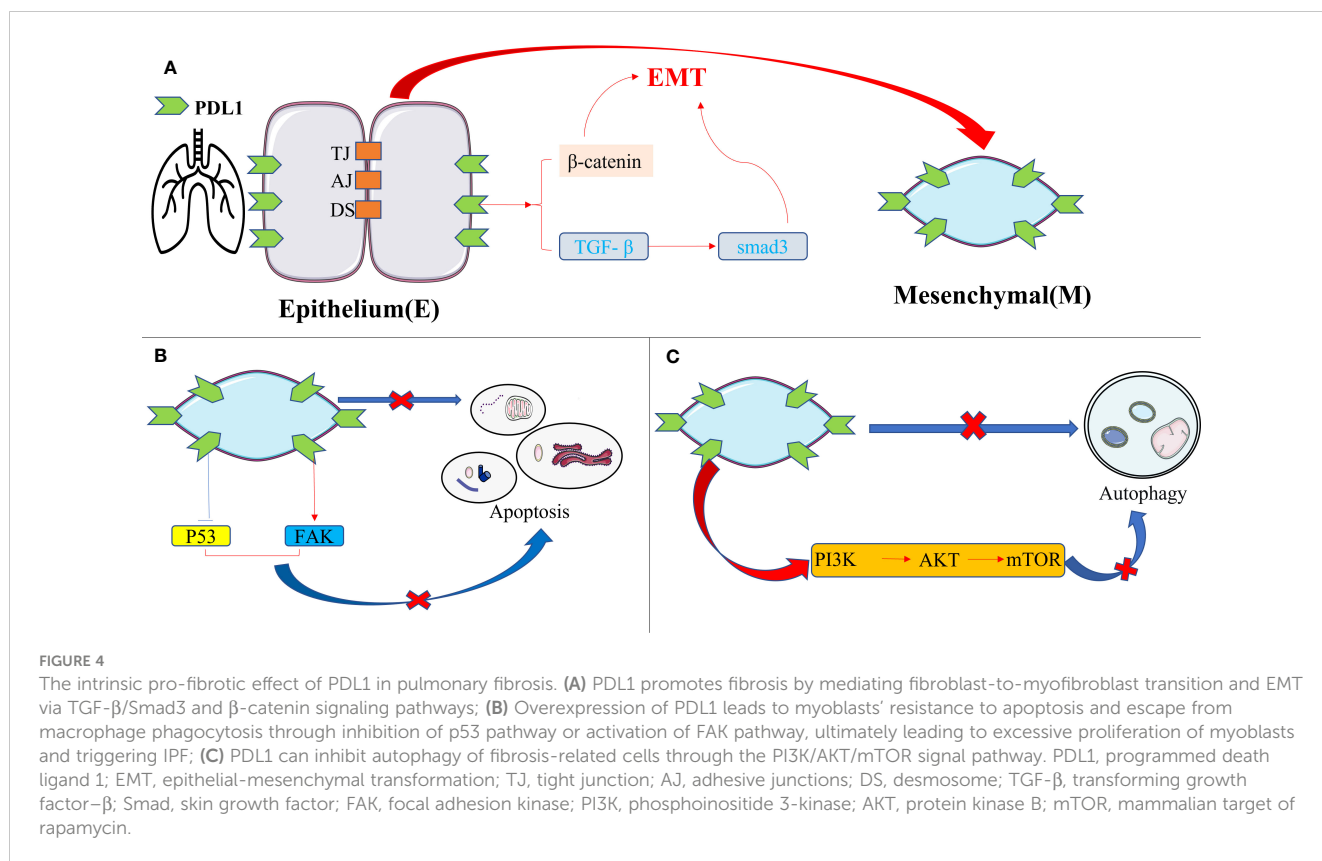 A
PDL1
EMT
TJ
AJ
DS
β-catenin
TGF- β
smad3
Epithelium(E)
Mesenchymal(M)
B
Apoptosis
P53
FAK
C
Autophagy
PI3K
AKT
mTOR
FIGURE 4
The intrinsic pro-fibrotic effect of PDL1 in pulmonary fibrosis. (A) PDL1 promotes fibrosis by mediating fibroblast-to-myofibroblast transition and EMT
via TGF-β/Smad3 and β-catenin signaling pathways; (B) Overexpression of PDL1 leads to myoblasts' resistance to apoptosis and escape from
macrophage phagocytosis through inhibition of p53 pathway or activation of FAK pathway, ultimately leading to excessive proliferation of myoblasts
and triggering IPF; (C) PDL1 can inhibit autophagy of fibrosis-related cells through the PI3K/AKT/mTOR signal pathway. PDL1, programmed death
ligand 1; EMT, epithelial-mesenchymal transformation; TJ, tight junction; AJ, adhesive junctions; DS, desmosome; TGF-β, transforming growth
factor–β; Smad, skin growth factor; FAK, focal adhesion kinase; PI3K, phosphoinositide 3-kinase; AKT, protein kinase B; mTOR, mammalian target of
rapamycin.